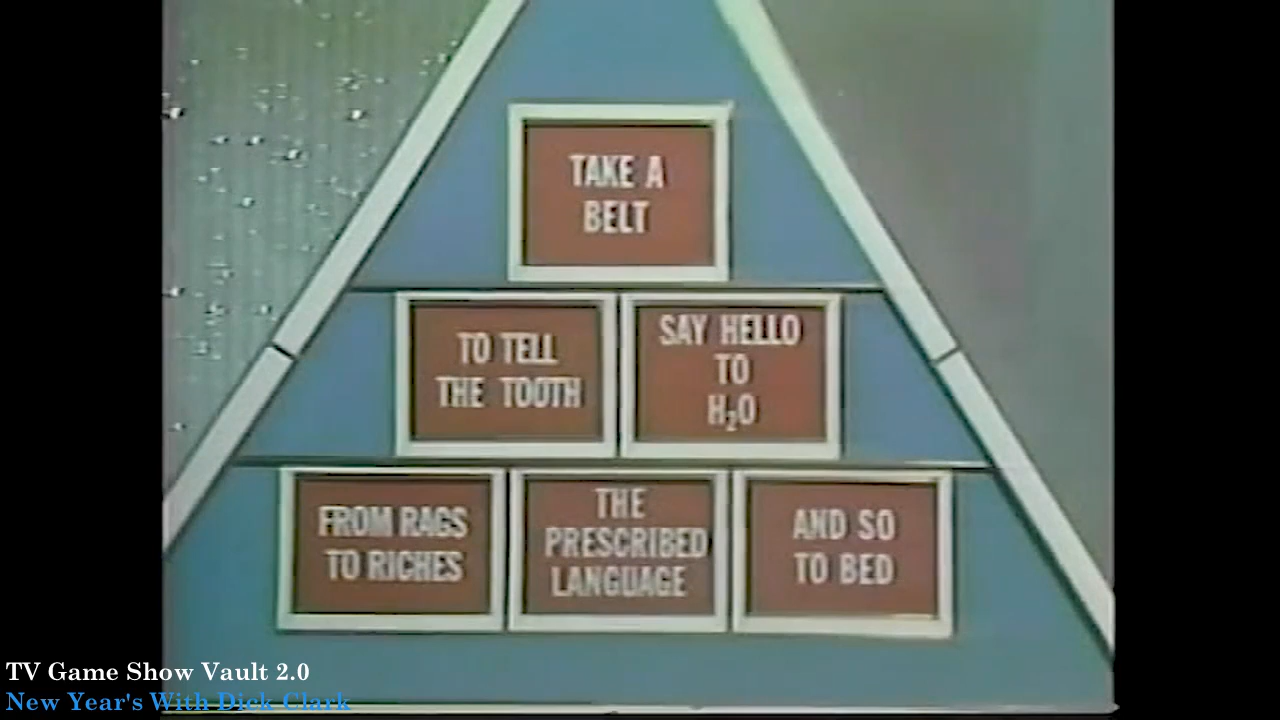 TAKE A
BELT
TO TELL
THE TOOTH
SAY HELLO
TO
H₂O
FROM RAGS
TO RICHES
THE
PRESCRIBED
LANGUAGE
AND SO
TO BED
TV Game Show Vault 2.0
New Year's With Dick Clark